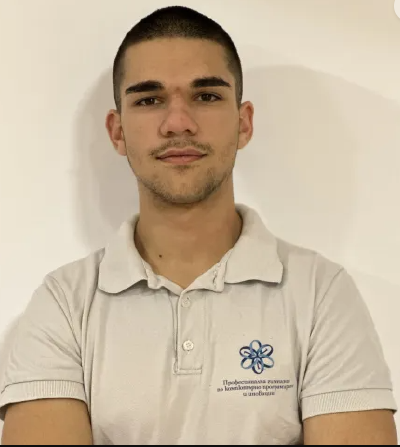 Професионална гимназия
по компютърно програмиране
и иновации